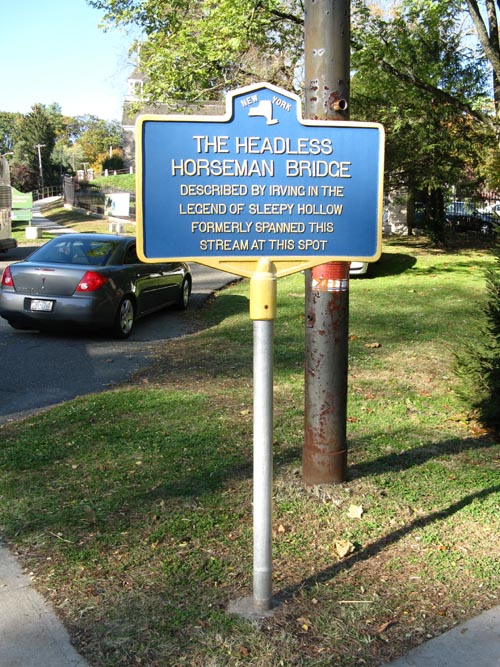 NEW YORK
THE HEADLESS
HORSEMAN BRIDGE
DESCRIBED BY IRVING IN THE
LEGEND OF SLEEPY HOLLOW
FORMERLY SPANNED THIS
STREAM AT THIS SPOT